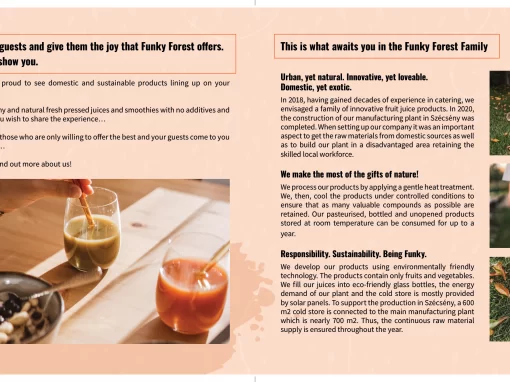 guests and give them the joy that Funky Forest offers.
show you.
proud to see domestic and sustainable products lining up on your
and natural fresh pressed juices and smoothies with no additives and
wish to share the experience…
those who are only willing to offer the best and your guests come to you
…
out more about us!
This is what awaits you in the Funky Forest Family
Urban, yet natural. Innovative, yet loveable.
Domestic, yet exotic.
In 2018, having gained decades of experience in catering, we
envisaged a family of innovative fruit juice products. In 2020,
the construction of our manufacturing plant in Szécsény was
completed. When setting up our company it was an important
aspect to get the raw materials from domestic sources as well
as to build our plant in a disadvantaged area retaining the
skilled local workforce.
We make the most of the gifts of nature!
We process our products by applying a gentle heat treatment.
We, then, cool the products under controlled conditions to
ensure that as many valuable compounds as possible are
retained. Our pasteurised, bottled and unopened products
stored at room temperature can be consumed for up to a
year.
Responsibility. Sustainability. Being Funky.
We develop our products using environmentally friendly
technology. The products contain only fruits and vegetables.
We fill our juices into eco-friendly glass bottles, the energy
demand of our plant and the cold store is mostly provided
by solar panels. To support the production in Szécsény, a 600
m2 cold store is connected to the main manufacturing plant
which is nearly 700 m2. Thus, the continuous raw material
supply is ensured throughout the year.